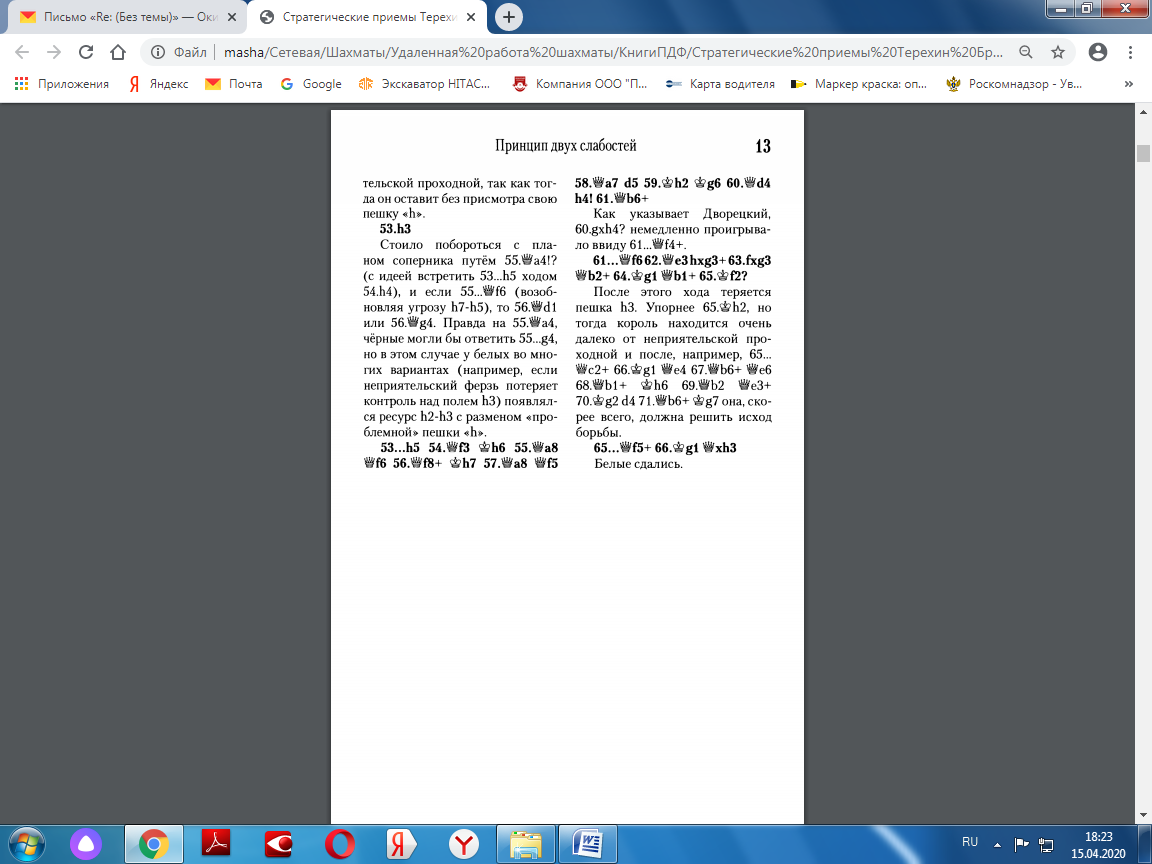 Письмо «Re: (Без темы)» — Оки
Стратегические приемы Терехи
Файл
masha/Сетевая/Шахматы/Удаленная%20работа%20шахматы/КнигиПДФ/Стратегические%20приемы%20Терехин%20Бр...
Приложения
Яндекс
Почта
Google
Экскаватор HITAC...
Компания ООО "П...
Карта водителя
Маркер краска: оп...
Роскомнадзор - Ув...
»
Принцип двух слабостей
13
тельской проходной, так как тог-
да он оставит без присмотра свою
пешку «h».
53.h3
Стоило побороться с пла-
ном соперника путём 55.♕a4!?
(с идеей встретить 53...h5 ходом
54.h4), и если 55...♕f6 (возоб-
новляя угрозу h7-h5), то 56.♕d1
или 56.♕g4. Правда на 55.♕a4,
чёрные могли бы ответить 55...g4,
но в этом случае у белых во мно-
гих вариантах (например, если
неприятельский ферзь потеряет
контроль над полем h3) появлял-
ся ресурс h2-h3 с разменом «про-
блемной» пешки «h».
53...h5 54.♕f3 ♔h6 55.♕a8
♕f6 56.♕f8+ ♔h7 57.♕a8 ♕f5
58.♕a7 d5 59.♔h2 ♔g6 60.♕d4
h4! 61.♕b6+
Как указывает Дворецкий,
60.gxh4? немедленно проигрыва-
ло ввиду 61...♕f4+.
61...♕f6 62.♕e3 hxg3+ 63.fxg3
♕b2+ 64.♔g1 ♕b1+ 65.♔f2?
После этого хода теряется
пешка h3. Упорнее 65.♔h2, но
тогда король находится очень
далеко от неприятельской про-
ходной и после, например, 65...
♕c2+ 66.♔g1 ♕e4 67.♕b6+ ♕e6
68.♕b1+ ♔h6 69.♕b2 ♕e3+
70.♔g2 d4 71.♕b6+ ♔g7 она, ско-
рее всего, должна решить исход
борьбы.
65...♕f5+ 66.♔g1 ♕xh3
Белые сдались.
RU
18:23
15.04.2020